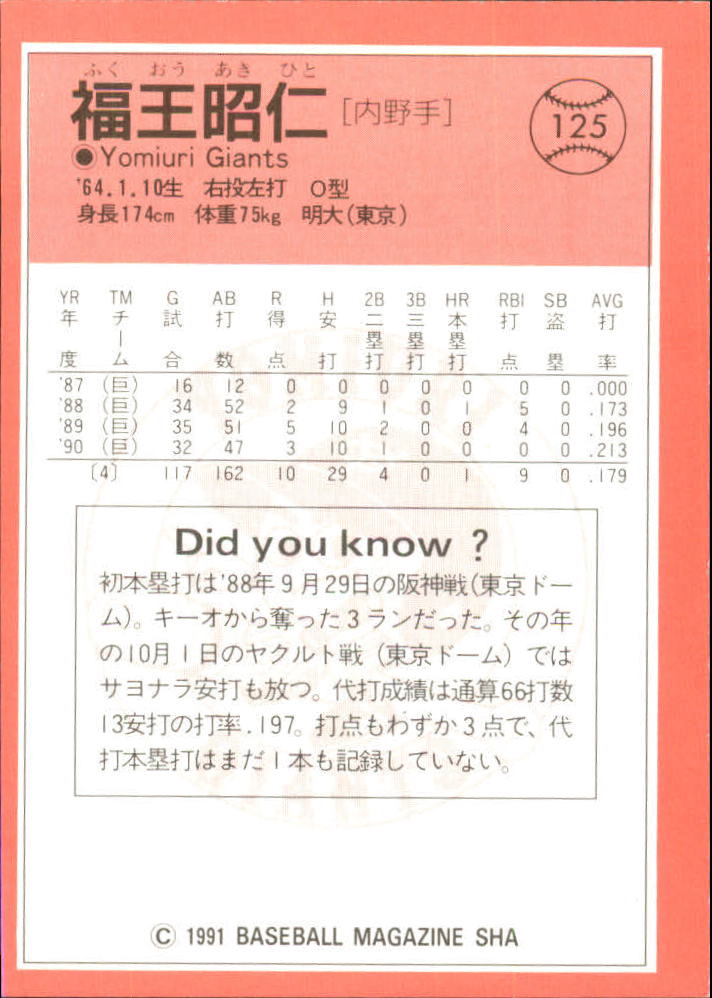 ふく おう あき ひと
福王昭仁 [内野手]
125
Yomiuri Giants
'64.1.10生 右投左打 O型
身長174cm 体重75kg 明大(東京)
YR TM G AB R H 2B 3B HR RBI SB AVG
年度 チーム 試合 打数 得点 安打 二塁打 三塁打 本塁打 打点 盗塁 打率
'87 (巨) 16 12 0 0 0 0 0 0 0 .000
'88 (巨) 34 52 2 9 1 0 1 5 0 .173
'89 (巨) 35 51 5 10 2 0 0 4 0 .196
'90 (巨) 32 47 3 10 1 0 0 0 0 .213
〔4〕 117 162 10 29 4 0 1 9 0 .179
Did you know ?
初本塁打は'88年9月29日の阪神戦(東京ドー
ム)。キーオから奪った3ランだった。その年
の10月1日のヤクルト戦(東京ドーム)では
サヨナラ安打も放つ。代打成績は通算66打数
13安打の打率.197。打点もわずか3点で、代
打本塁打はまだ1本も記録していない。
© 1991 BASEBALL MAGAZINE SHA